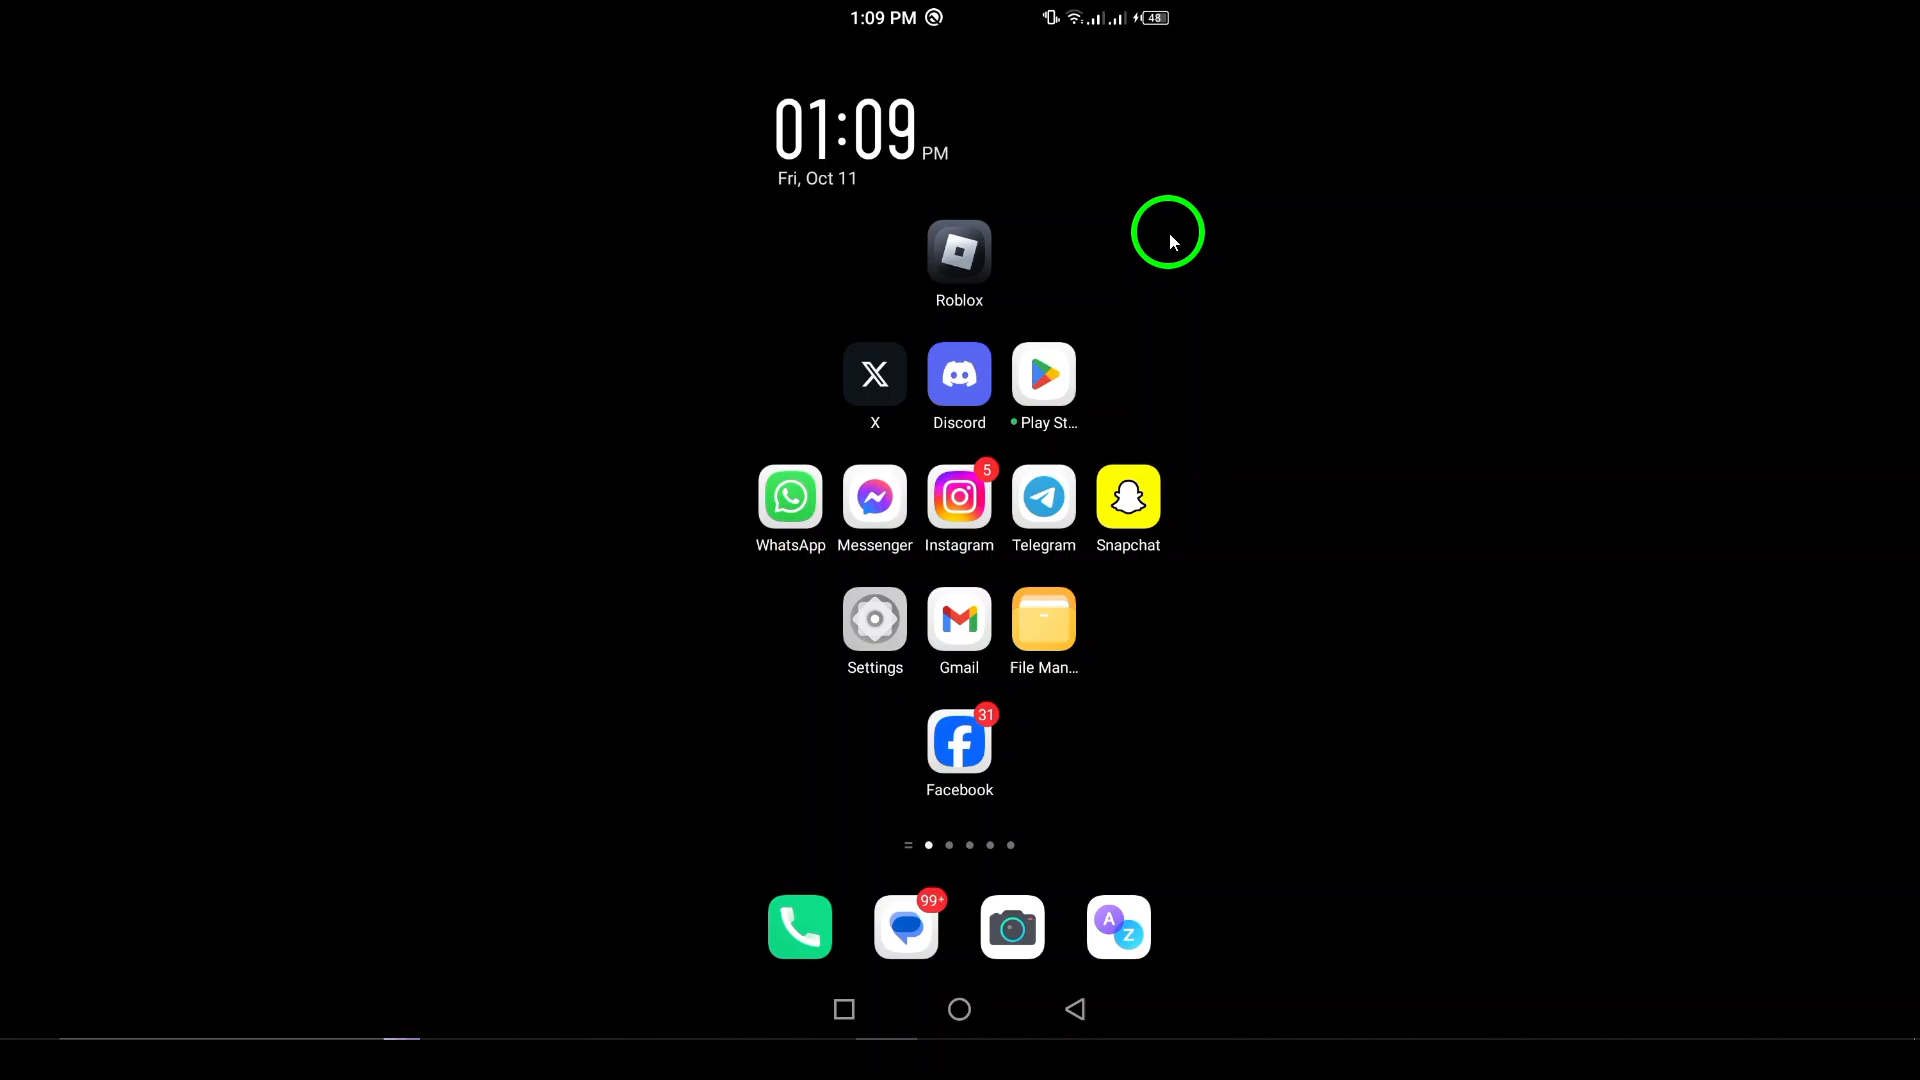 1:09 PM
48
01:09 PM
Fri, Oct 11
Roblox
X Discord Play St...
5
WhatsApp Messenger Instagram Telegram Snapchat
Settings Gmail File Man...
31
Facebook
99+
A
Z